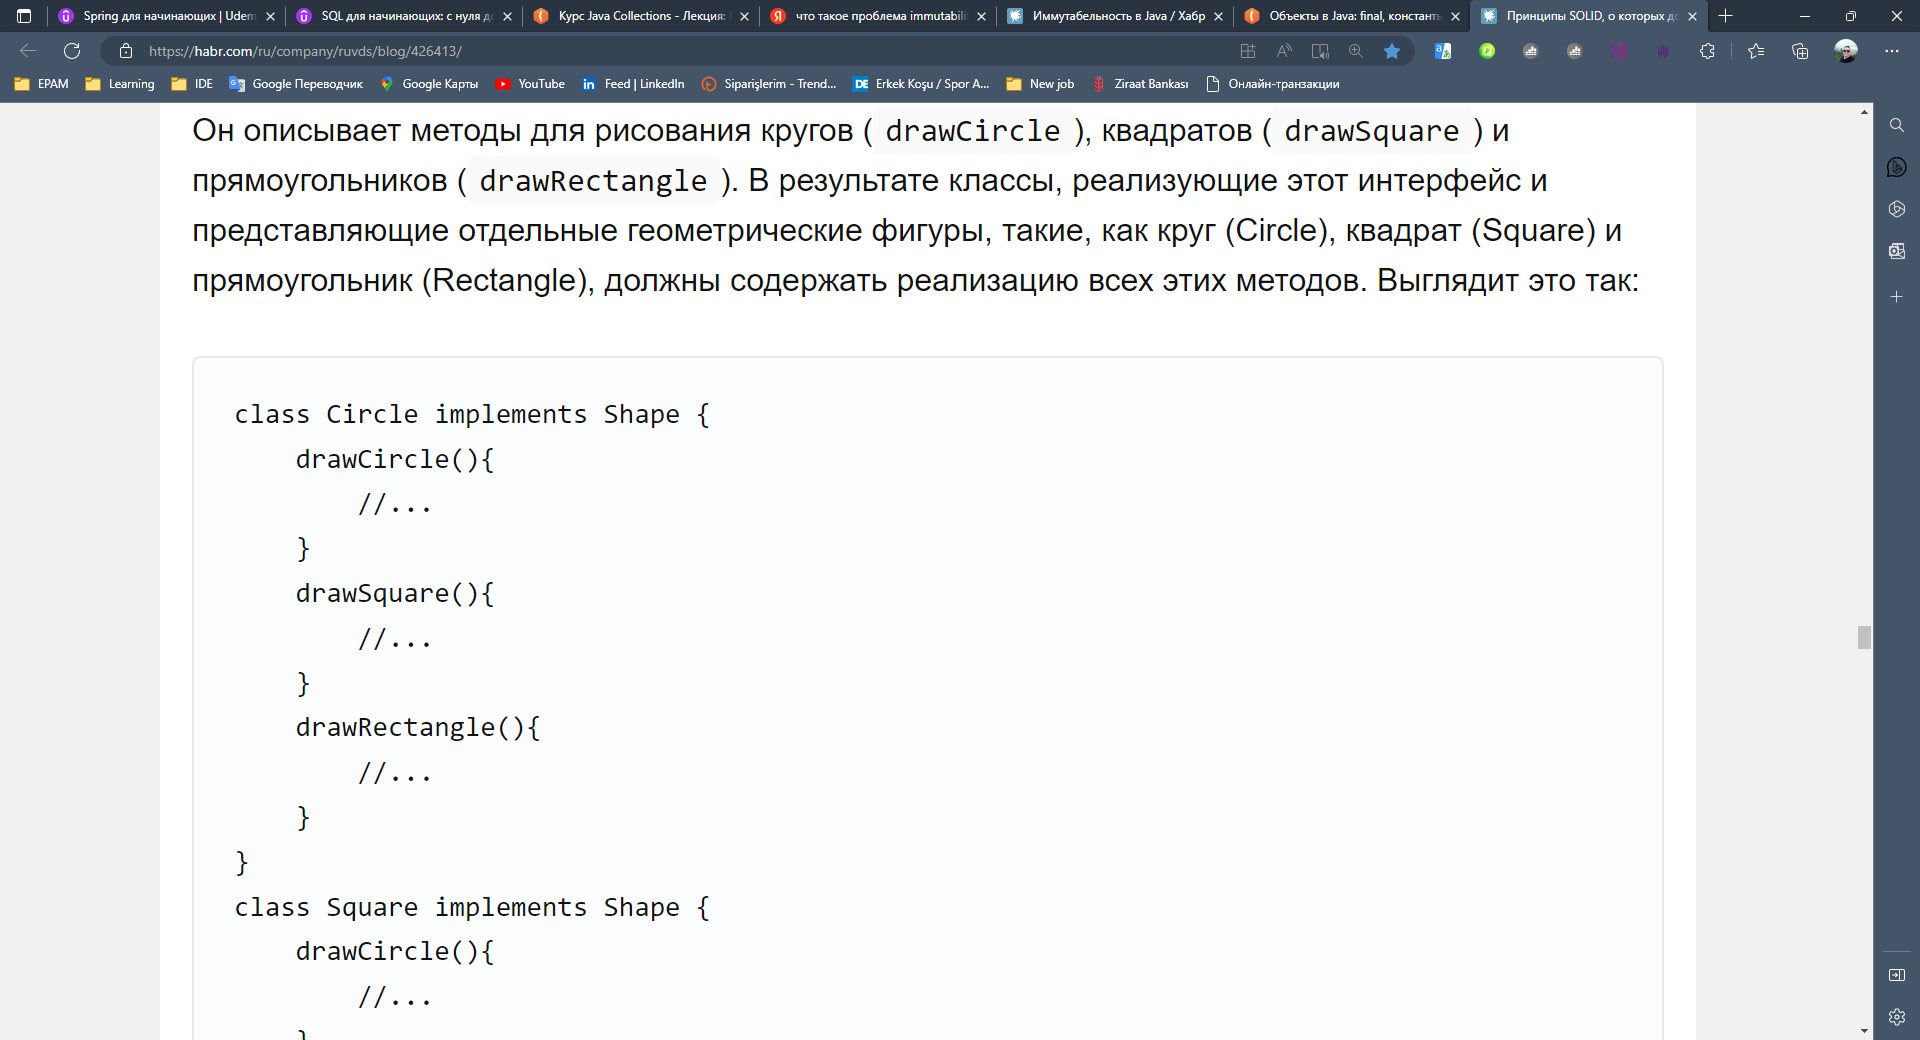 Spring для начинающих | Uden
SQL для начинающих: с нуля до
Курс Java Collections - Лекция:
что такое проблема immutabili
Иммутабельность в Java / Хабр
Объекты в Java: final, константы
Принципы SOLID, о которых до
https://habr.com/ru/company/ruvds/blog/426413/
EPAM
Learning
IDE
Google Переводчик
Google Карты
YouTube
Feed | LinkedIn
Siparişlerim - Trend...
Erkek Koşu / Spor A...
New job
Ziraat Bankası
Онлайн-транзакции
Он описывает методы для рисования кругов ( drawCircle ), квадратов ( drawSquare ) и
прямоугольников ( drawRectangle ). В результате классы, реализующие этот интерфейс и
представляющие отдельные геометрические фигуры, такие, как круг (Circle), квадрат (Square) и
прямоугольник (Rectangle), должны содержать реализацию всех этих методов. Выглядит это так:
class Circle implements Shape {
drawCircle(){
//...
}
drawSquare(){
//...
}
drawRectangle(){
//...
}
}
class Square implements Shape {
drawCircle(){
//...
}